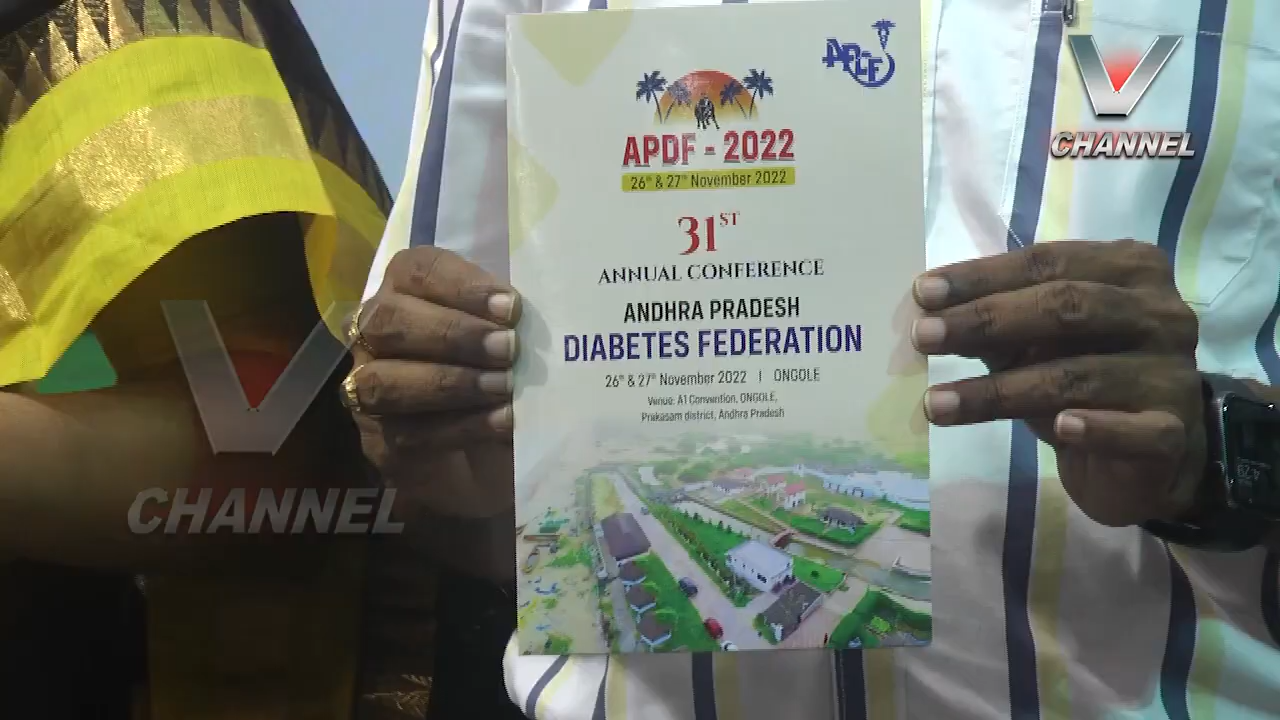 APDF
APDF - 2022
26th & 27th November 2022
31ST
ANNUAL CONFERENCE
ANDHRA PRADESH
DIABETES FEDERATION
26th & 27th November 2022 | ONGOLE
Venue: A1 Convention, ONGOLE,
Prakasam district, Andhra Pradesh
V
CHANNEL
V
CHANNEL